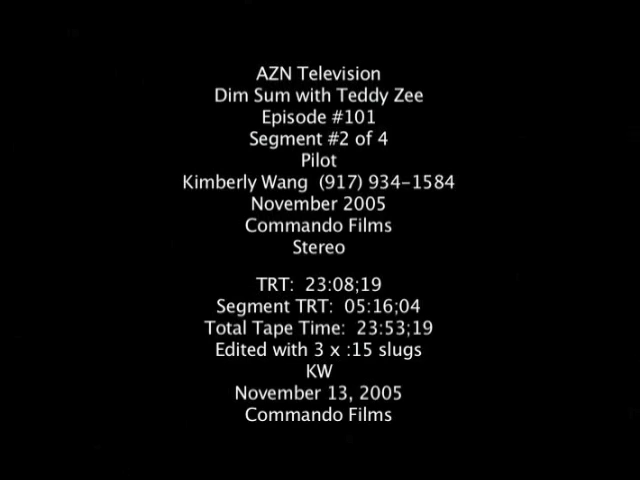 AZN Television
Dim Sum with Teddy Zee
Episode #101
Segment #2 of 4
Pilot
Kimberly Wang (917) 934-1584
November 2005
Commando Films
Stereo
TRT: 23:08;19
Segment TRT: 05:16;04
Total Tape Time: 23:53;19
Edited with 3 x :15 slugs
KW
November 13, 2005
Commando Films